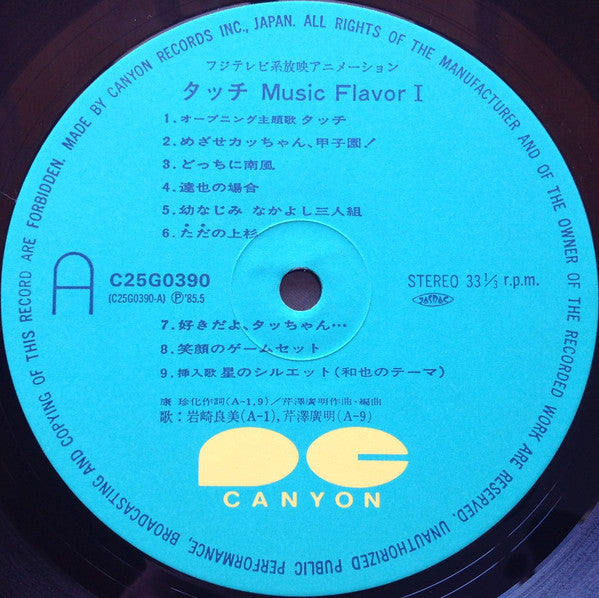 MADE BY CANYON RECORDS INC., JAPAN. ALL RIGHTS OF THE MANUFACTURER AND OF THE OWNER OF THE RECORDED WORK ARE RESERVED. UNAUTHORIZED PUBLIC PERFORMANCE, BROADCASTING AND COPYING OF THIS RECORD ARE FORBIDDEN.
フジテレビ系放映アニメーション
タッチ Music Flavor I
1. オープニング主題歌 タッチ
2. めざせカッちゃん、甲子園!
3. どっちに南風
4. 達也の場合
5. 幼なじみ なかよし三人組
6. ただの上杉
A
C25G0390
(C25G0390-A) Ⓟ'85.5
STEREO 33⅓ r.p.m.
JASRAC
7. 好きだよ、タッちゃん…
8. 笑顔のゲームセット
9. 挿入歌 星のシルエット(和也のテーマ)
康 珍化作詞(A-1,9)/芹澤廣明作曲・編曲
歌:岩崎良美(A-1)、芹澤廣明(A-9)
CANYON